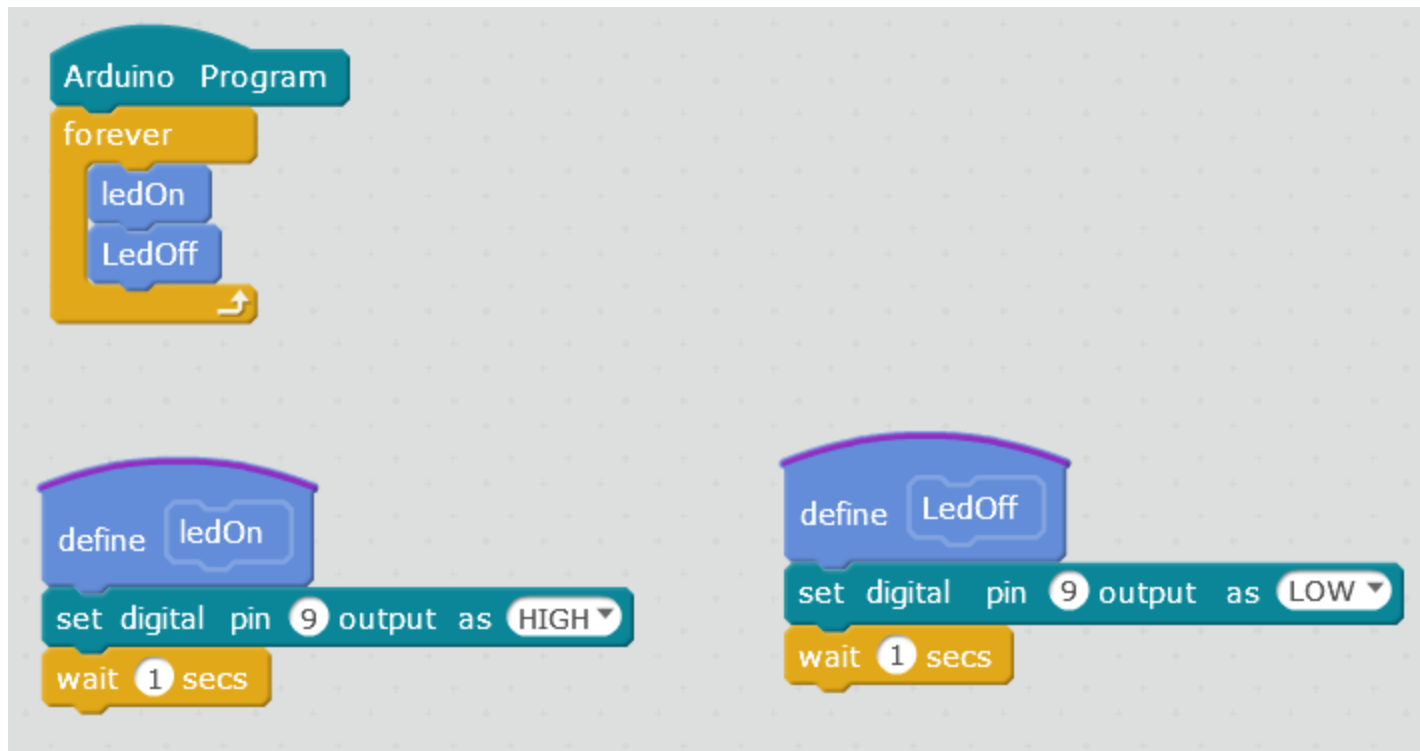 Arduino Program
forever
ledOn
LedOff
define ledOn
set digital pin 9 output as HIGH
wait 1 secs
define LedOff
set digital pin 9 output as LOW
wait 1 secs